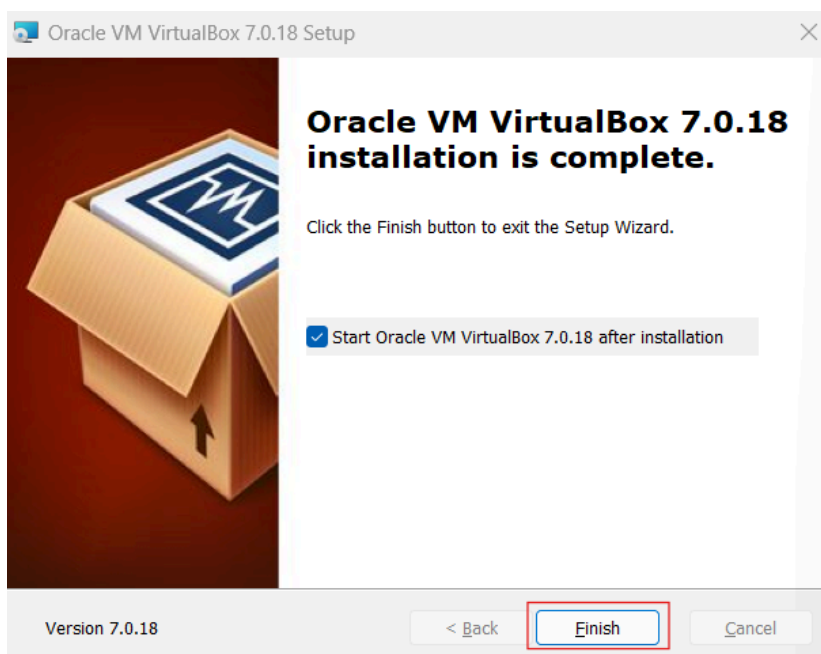 Oracle VM VirtualBox 7.0.18 Setup
Oracle VM VirtualBox 7.0.18
installation is complete.
Click the Finish button to exit the Setup Wizard.
Start Oracle VM VirtualBox 7.0.18 after installation
Version 7.0.18
< Back
Finish
Cancel